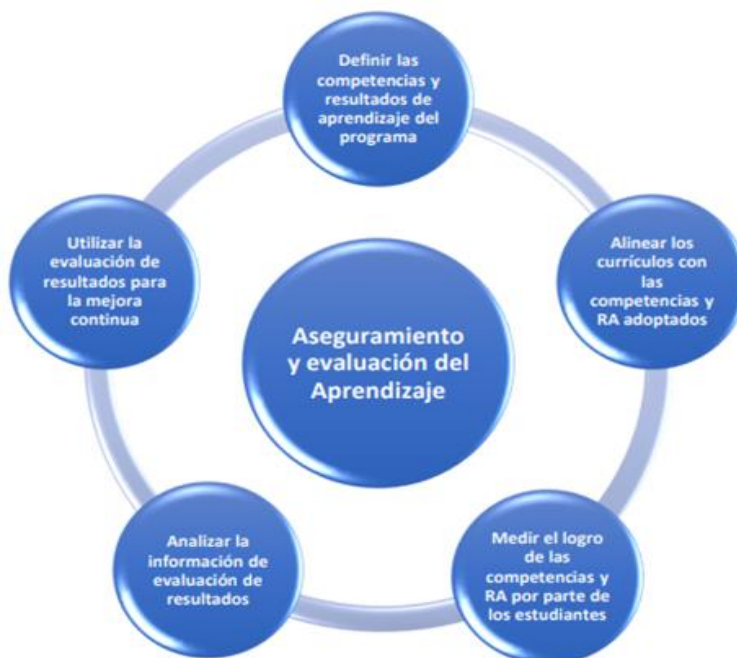 Definir las
competencias y
resultados de
aprendizaje del
programa
Alinear los
currículos con
las
competencias y
RA adoptados
Medir el logro
de las
competencias y
RA por parte de
los estudiantes
Analizar la
información de
evaluación de
resultados
Utilizar la
evaluación de
resultados para
la mejora
continua
Aseguramiento
y evaluación del
Aprendizaje